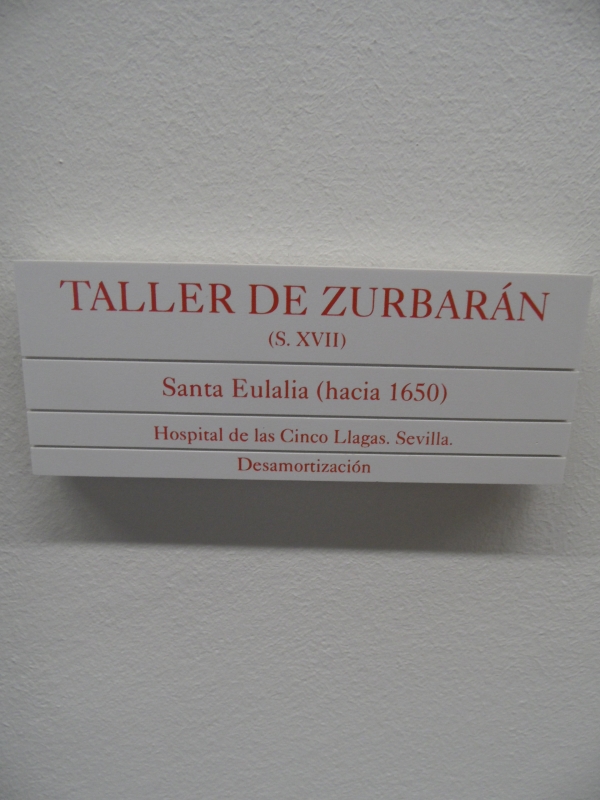 TALLER DE ZURBARÁN
(S. XVII)
Santa Eulalia (hacia 1650)
Hospital de las Cinco Llagas. Sevilla.
Desamortización